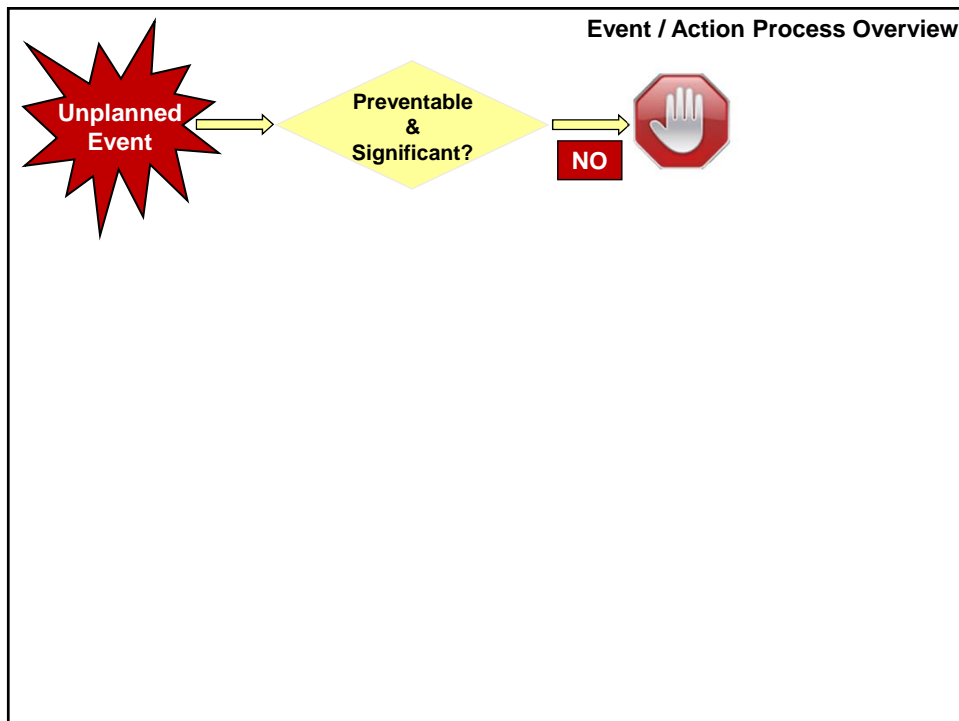 Event / Action Process Overview
Unplanned
Event
Preventable
&
Significant?
NO